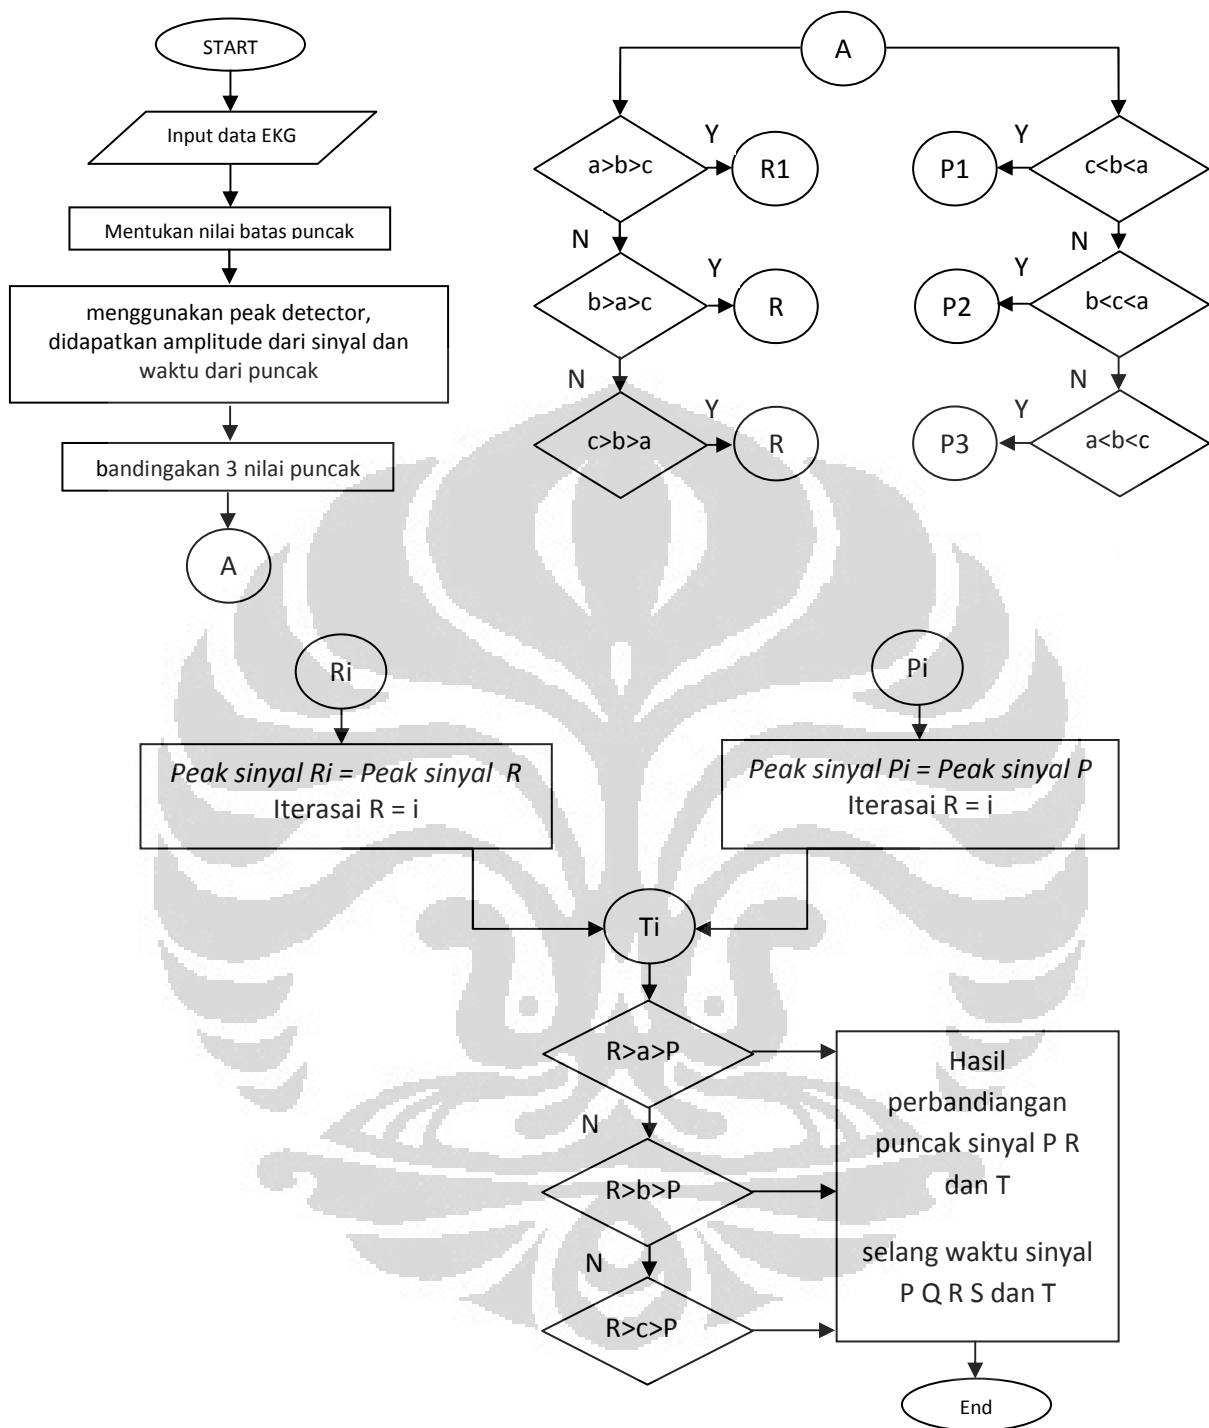 START
Input data EKG
Mentukan nilai batas puncak
menggunakan peak detector,
didapatkan amplitude dari sinyal dan
waktu dari puncak
bandingakan 3 nilai puncak
A
A
a>b>c
Y
R1
N
b>a>c
Y
R
N
c>b>a
Y
R
c<b<a
Y
P1
N
b<c<a
Y
P2
N
a<b<c
Y
P3
Ri
Peak sinyal Ri = Peak sinyal R
Iterasai R = i
Pi
Peak sinyal Pi = Peak sinyal P
Iterasai R = i
Ti
R>a>P
N
R>b>P
N
R>c>P
Hasil
perbandiangan
puncak sinyal P R
dan T
selang waktu sinyal
P Q R S dan T
End